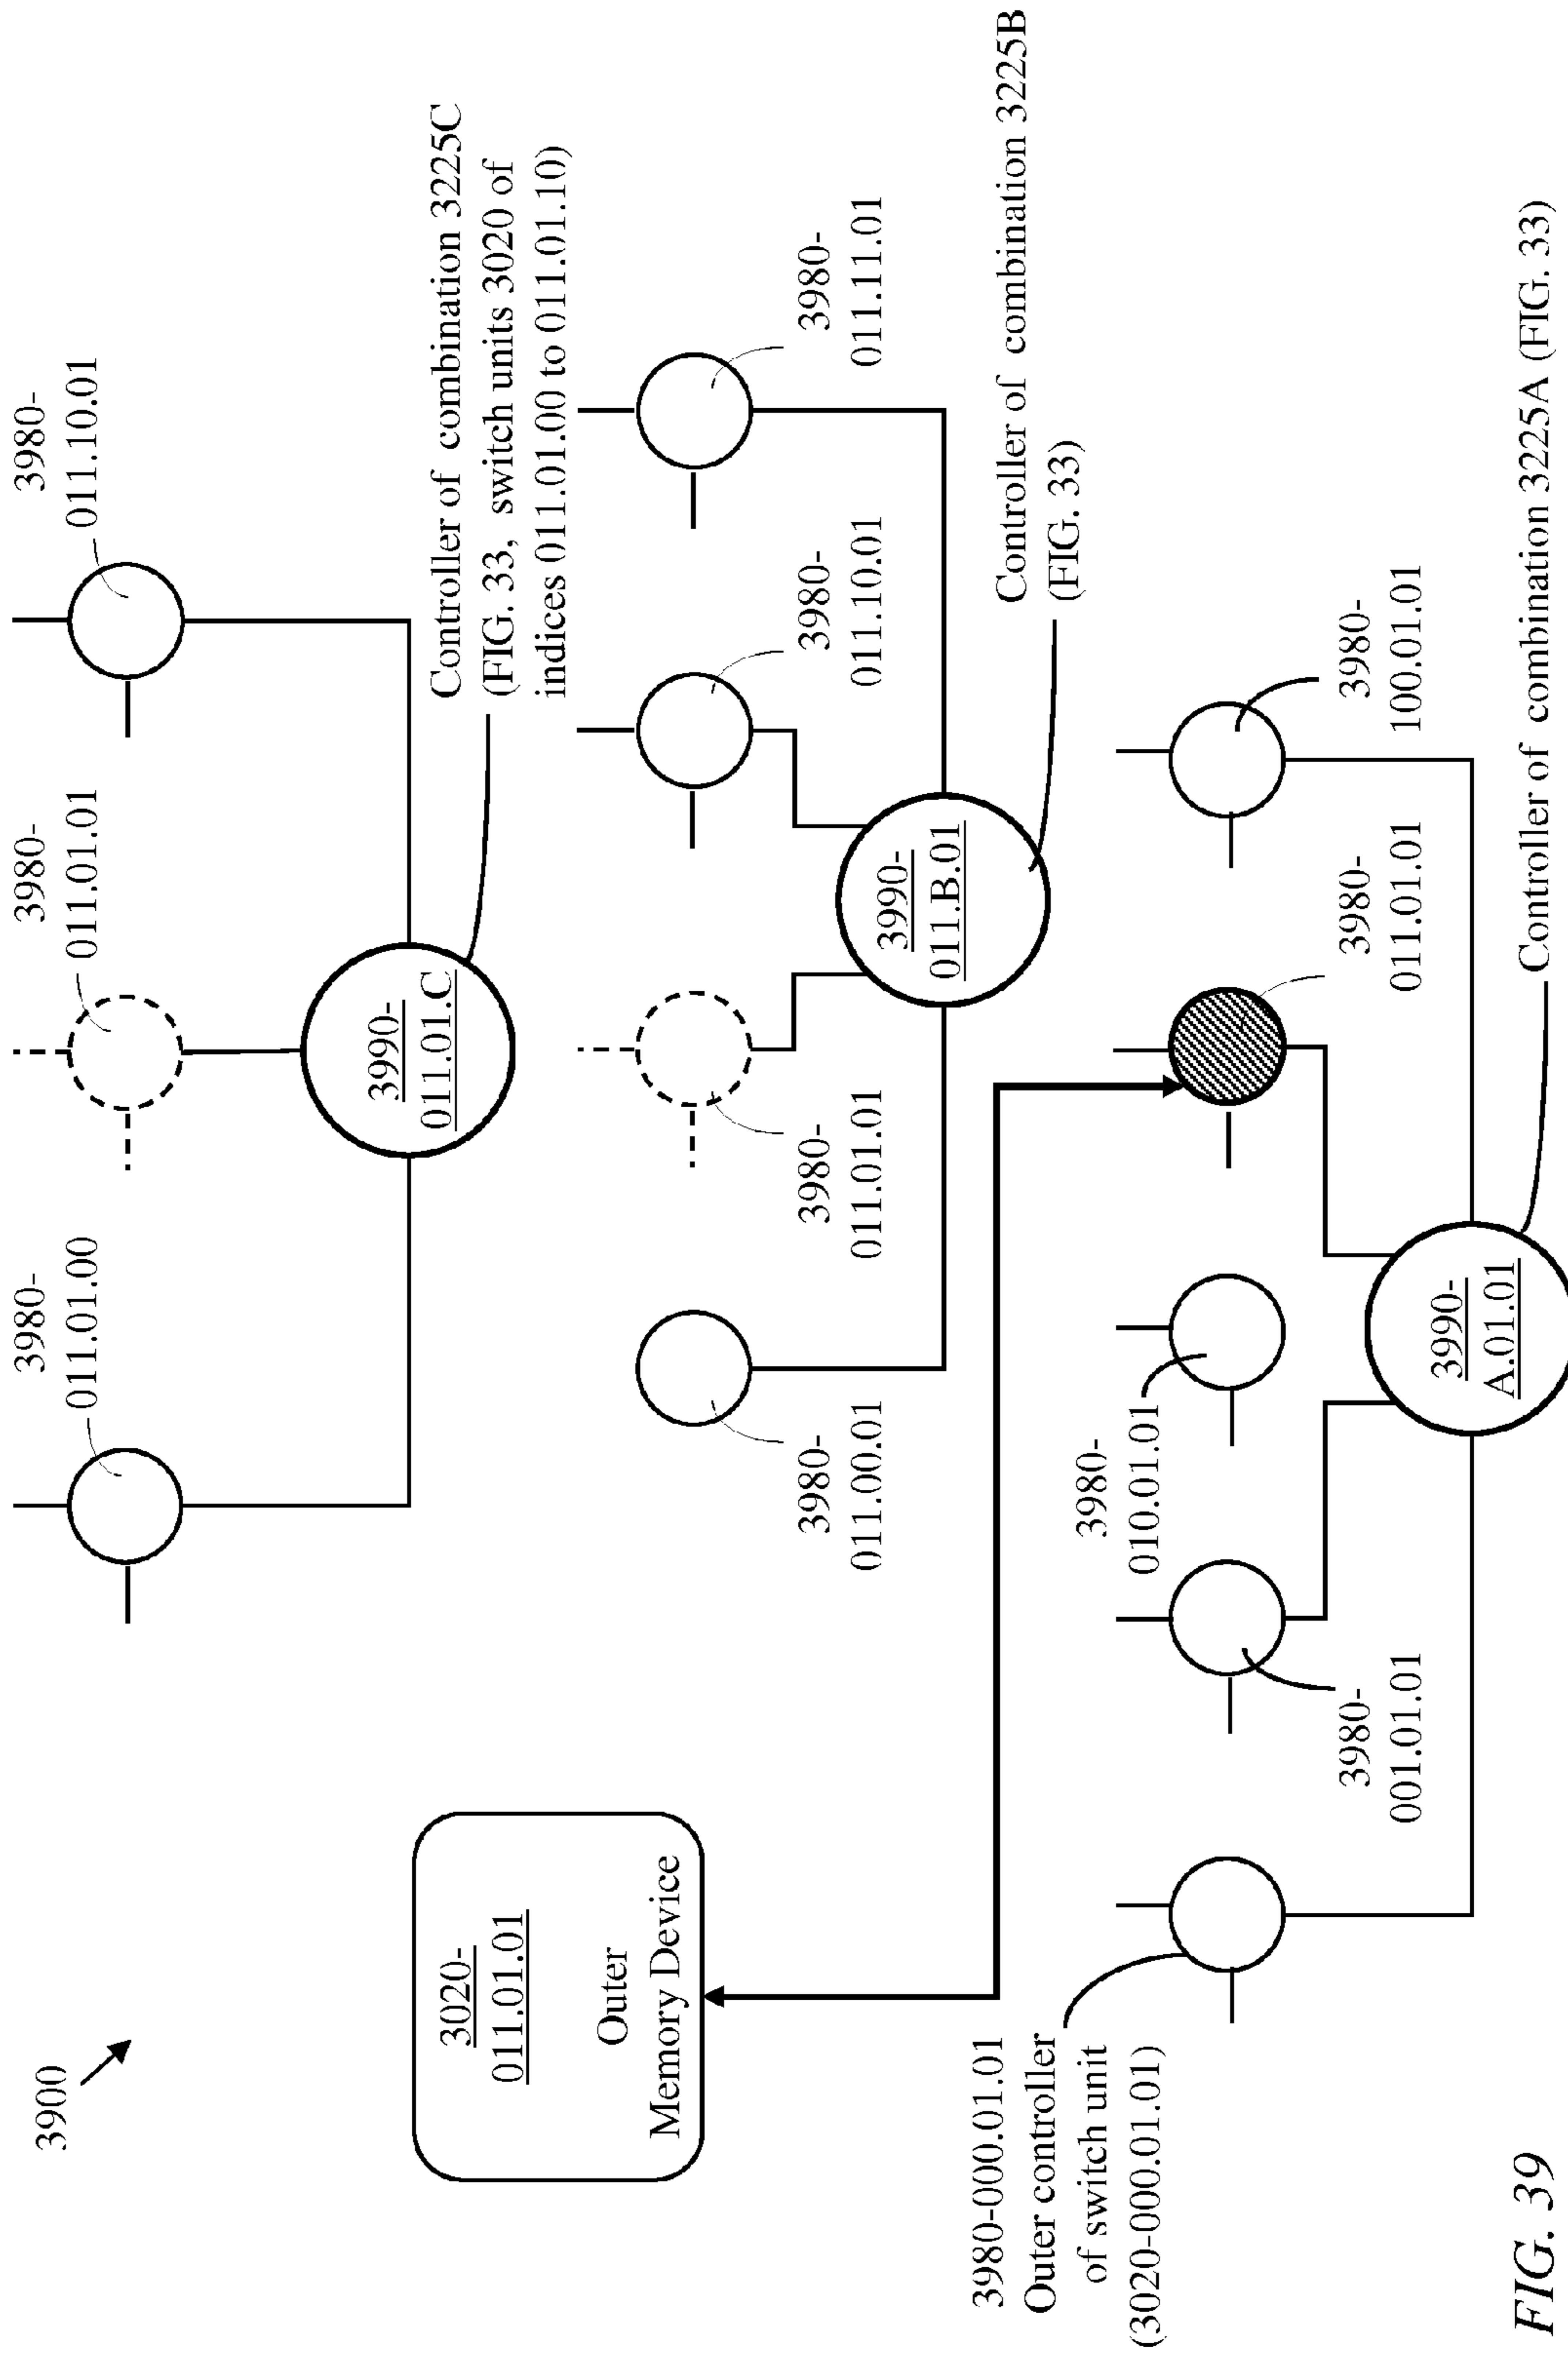 3900
3980-
011.01.00
3980-
011.01.01
3980-
011.10.01
3990-
011.01.C
Controller of combination 3225C
(FIG. 33, switch units 3020 of
indices 011.01.00 to 011.01.10)
3020-
011.01.01
Outer
Memory Device
3980-
011.00.01
3980-
011.01.01
3980-
011.10.01
3980-
011.11.01
3990-
011.B.01
Controller of combination 3225B
(FIG. 33)
3980-000.01.01
Outer controller
of switch unit
(3020-000.01.01)
3980-
001.01.01
3980-
010.01.01
3980-
011.01.01
3980-
100.01.01
3990-
A.01.01
Controller of combination 3225A (FIG. 33)
FIG. 39